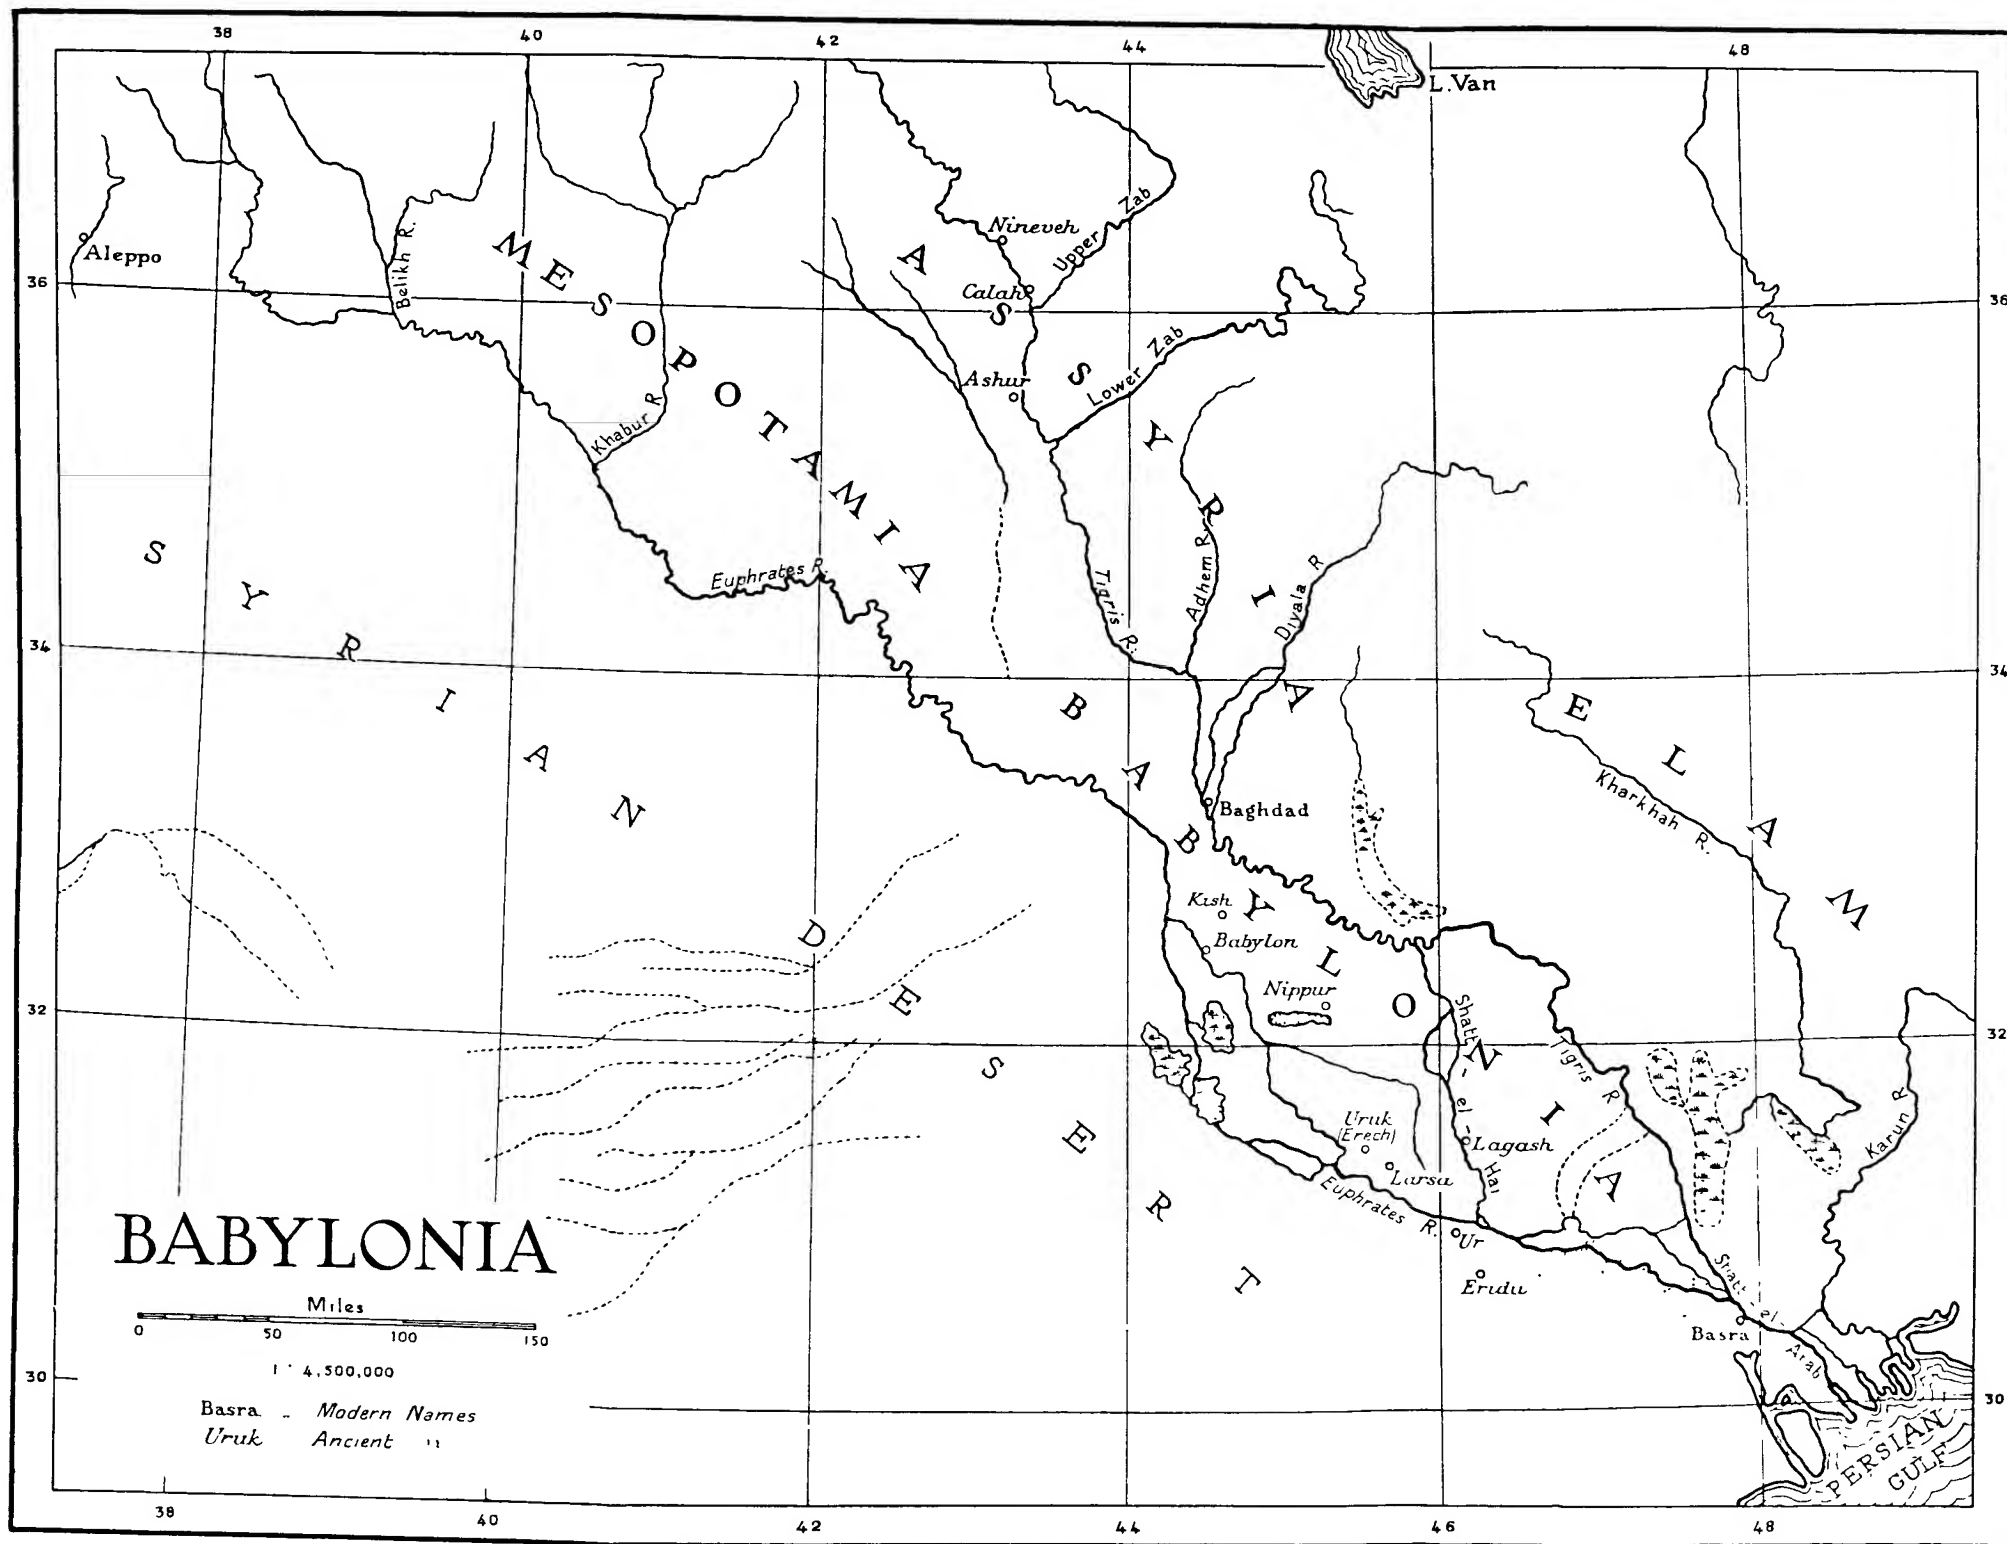 38 40 42 44 48
L. Van
Nineveh
Upper Zab
Aleppo
Belikh R.
MESOPOTAMIA
ASSYRIA
36 36
Calah
Lower Zab
Ashur
Khabur R
SYRIAN DESERT
Euphrates R.
Tigris R.
Adhem R.
Diyala R
34 34
BABYLONIA
ELAM
Kharkhah R.
Baghdad
Kish
Babylon
Nippur
Shatt-el-Hai
32 32
Tigris R
Uruk
(Erech)
Lagash
Larsa
Karun R
Euphrates R.
Ur
Eridu
BABYLONIA
Miles
0 50 100 150
1 : 4,500,000
Shatt-el-Arab
Basra
30 30
Basra .. Modern Names
Uruk Ancient "
PERSIAN
GULF
38 40 42 44 46 48